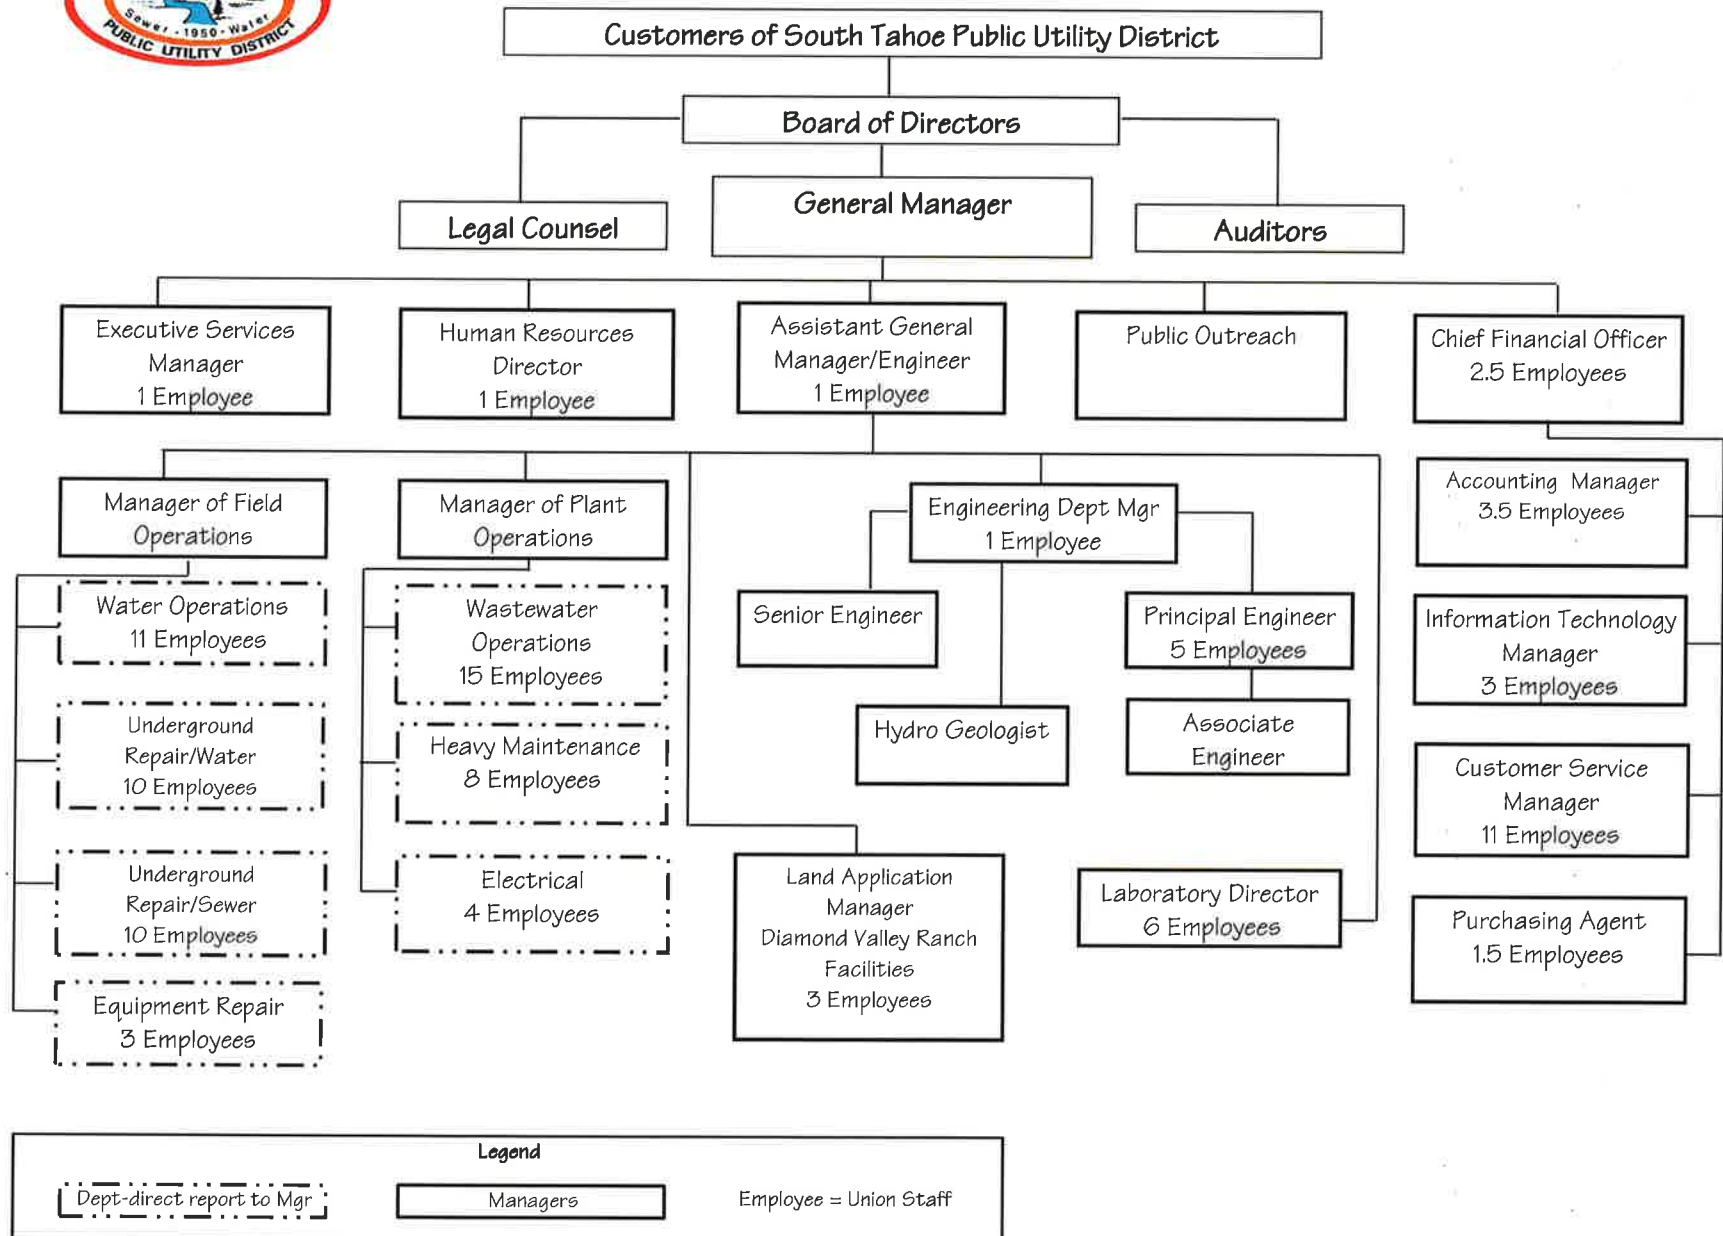 Sewer - 1950 - Water
PUBLIC UTILITY DISTRICT
Customers of South Tahoe Public Utility District
Board of Directors
Legal Counsel
General Manager
Auditors
Executive Services
Manager
1 Employee
Human Resources
Director
1 Employee
Assistant General
Manager/Engineer
1 Employee
Public Outreach
Chief Financial Officer
2.5 Employees
Manager of Field
Operations
Manager of Plant
Operations
Engineering Dept Mgr
1 Employee
Accounting Manager
3.5 Employees
Water Operations
11 Employees
Wastewater
Operations
15 Employees
Senior Engineer
Principal Engineer
5 Employees
Information Technology
Manager
3 Employees
Underground
Repair/Water
10 Employees
Heavy Maintenance
8 Employees
Hydro Geologist
Associate
Engineer
Customer Service
Manager
11 Employees
Underground
Repair/Sewer
10 Employees
Electrical
4 Employees
Land Application
Manager
Diamond Valley Ranch
Facilities
3 Employees
Laboratory Director
6 Employees
Purchasing Agent
1.5 Employees
Equipment Repair
3 Employees
Legend
Dept-direct report to Mgr
Managers
Employee = Union Staff